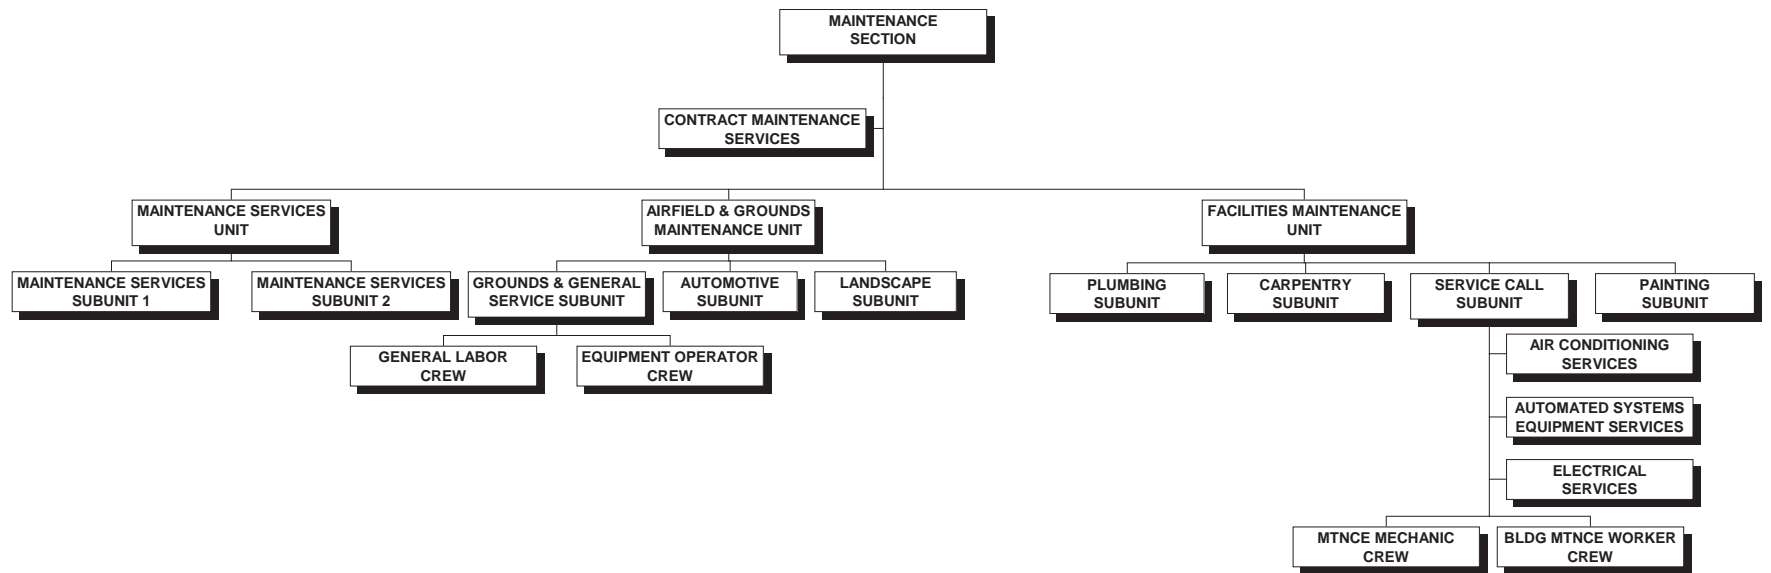 MAINTENANCE
SECTION
CONTRACT MAINTENANCE
SERVICES
MAINTENANCE SERVICES
UNIT
AIRFIELD & GROUNDS
MAINTENANCE UNIT
FACILITIES MAINTENANCE
UNIT
MAINTENANCE SERVICES
SUBUNIT 1
MAINTENANCE SERVICES
SUBUNIT 2
GROUNDS & GENERAL
SERVICE SUBUNIT
AUTOMOTIVE
SUBUNIT
LANDSCAPE
SUBUNIT
PLUMBING
SUBUNIT
CARPENTRY
SUBUNIT
SERVICE CALL
SUBUNIT
PAINTING
SUBUNIT
GENERAL LABOR
CREW
EQUIPMENT OPERATOR
CREW
AIR CONDITIONING
SERVICES
AUTOMATED SYSTEMS
EQUIPMENT SERVICES
ELECTRICAL
SERVICES
MTNCE MECHANIC
CREW
BLDG MTNCE WORKER
CREW